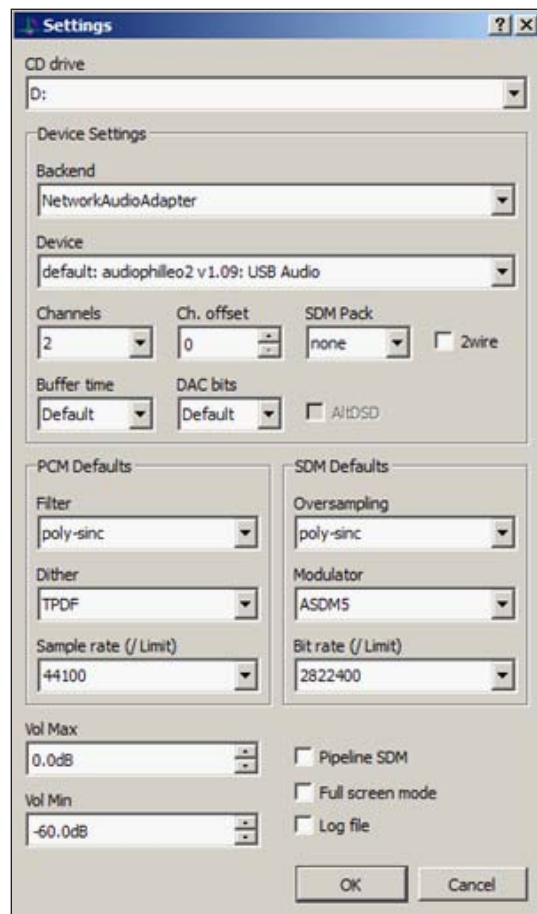 Settings
CD drive
D:
Device Settings
Backend
NetworkAudioAdapter
Device
default: audiophilleo2 v1.09: USB Audio
Channels Ch. offset SDM Pack
2 0 none 2wire
Buffer time DAC bits
Default Default AltDSD
PCM Defaults
Filter
poly-sinc
Dither
TPDF
Sample rate (/ Limit)
44100
SDM Defaults
Oversampling
poly-sinc
Modulator
ASDM5
Bit rate (/ Limit)
2822400
Vol Max
0.0dB
Vol Min
-60.0dB
Pipeline SDM
Full screen mode
Log file
OK Cancel